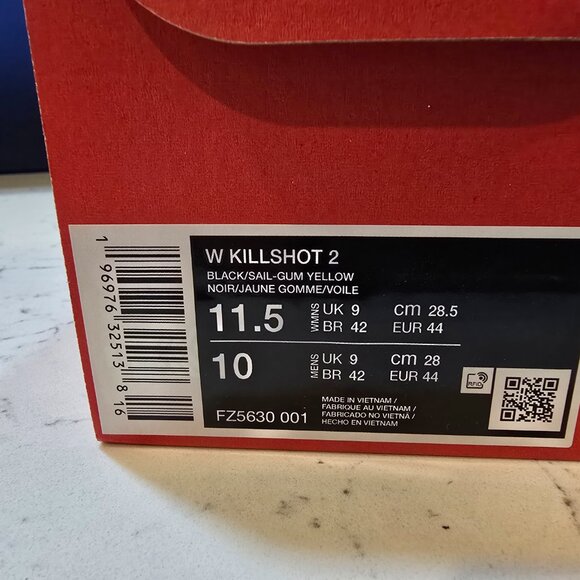 W KILLSHOT 2
BLACK/SAIL-GUM YELLOW
NOIR/JAUNE GOMME/VOILE
11.5 WMNS UK 9 cm 28.5
BR 42 EUR 44
10 MENS UK 9 cm 28
BR 42 EUR 44
FZ5630 001
MADE IN VIETNAM/
FABRIQUE AU VIETNAM/
FABRICADO NO VIETNÃ/
HECHO EN VIETNAM
RFID
1 96976 32513 8 16